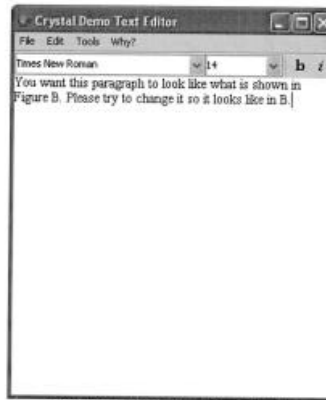 Crystal Demo Text Editor
File Edit Tools Why?
Times New Roman 14 b i
You want this paragraph to look like what is shown in
Figure B. Please try to change it so it looks like in B.